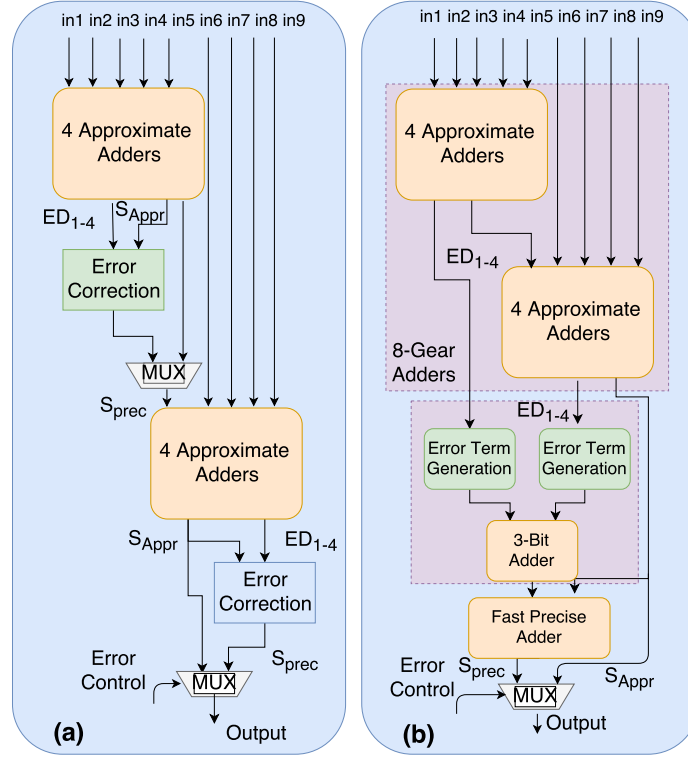 in1 in2 in3 in4 in5 in6 in7 in8 in9
4 Approximate
Adders
ED1-4
SAppr
Error
Correction
MUX
Sprec
4 Approximate
Adders
SAppr
ED1-4
Error
Correction
Sprec
Error
Control
MUX
Output
(a)
in1 in2 in3 in4 in5 in6 in7 in8 in9
4 Approximate
Adders
ED1-4
4 Approximate
Adders
8-Gear
Adders
ED1-4
Error Term
Generation
Error Term
Generation
3-Bit
Adder
Fast Precise
Adder
Sprec
SAppr
Error
Control
MUX
Output
(b)